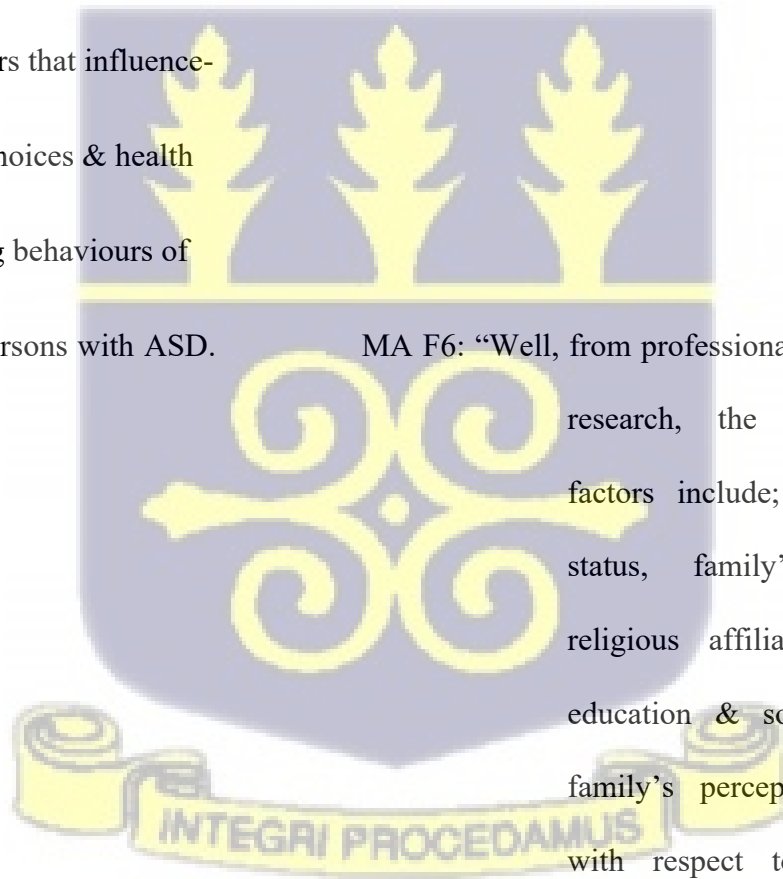 rs that influence-
hoices & health
g behaviours of
rsons with ASD.
MA F6: “Well, from professiona
research, the
factors include;
status, family’
religious affilia
education & so
family’s percep
with respect t
INTEGRI PROCEDAMUS